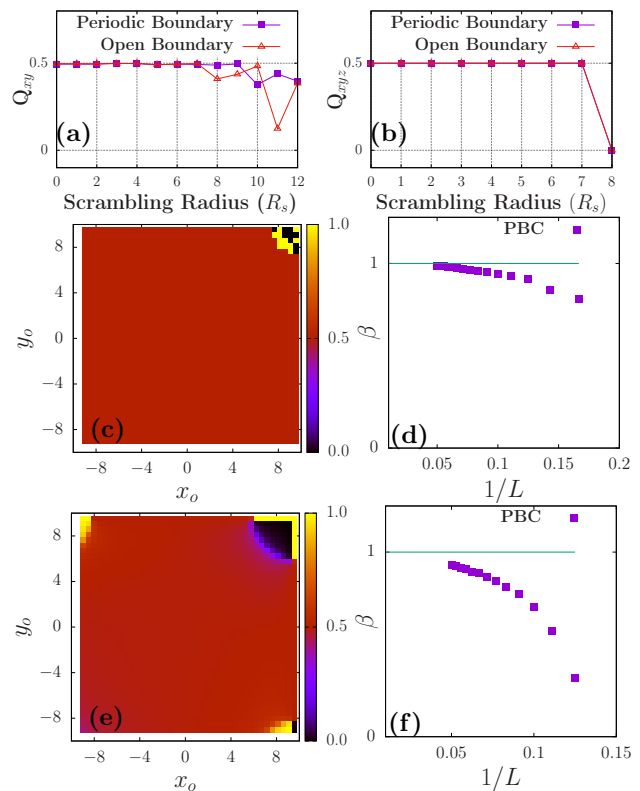 Periodic Boundary
Open Boundary
Q_xy
0.5
0
(a)
0 2 4 6 8 10 12
Scrambling Radius (R_s)
Periodic Boundary
Open Boundary
Q_xyz
0.5
0
(b)
0 1 2 3 4 5 6 7 8
Scrambling Radius (R_s)
8
4
0
−4
−8
y_o
(c)
−8 −4 0 4 8
x_o
1.0
0.5
0.0
PBC
1
0
β
(d)
0.05 0.1 0.15 0.2
1/L
8
4
0
−4
−8
y_o
(e)
−8 −4 0 4 8
x_o
1.0
0.5
0.0
PBC
1
0
β
(f)
0.05 0.1 0.15
1/L